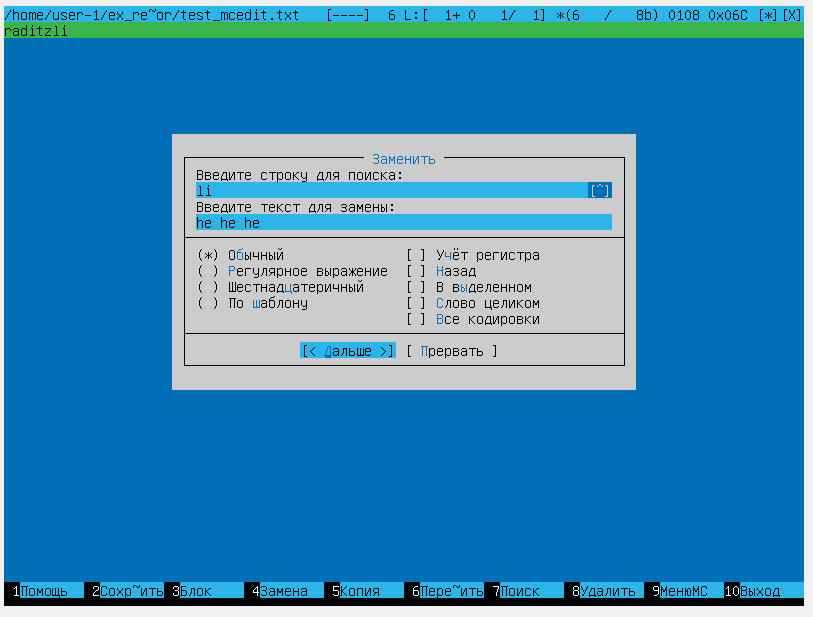 /home/user-1/ex_re~or/test_mcedit.txt [----] 6 L:[ 1+ 0 1/ 1] *(6 / 8b) 0108 0x06C [*][X]
raditzli
Заменить
Введите строку для поиска:
li [^]
Введите текст для замены:
he he he
(*) Обычный [ ] Учёт регистра
( ) Регулярное выражение [ ] Назад
( ) Шестнадцатеричный [ ] В выделенном
( ) По шаблону [ ] Слово целиком
[ ] Все кодировки
[< Дальше >] [ Прервать ]
1Помощь 2Сохр~ить 3Блок 4Замена 5Копия 6Пере~ить 7Поиск 8Удалить 9МенюMC 10Выход